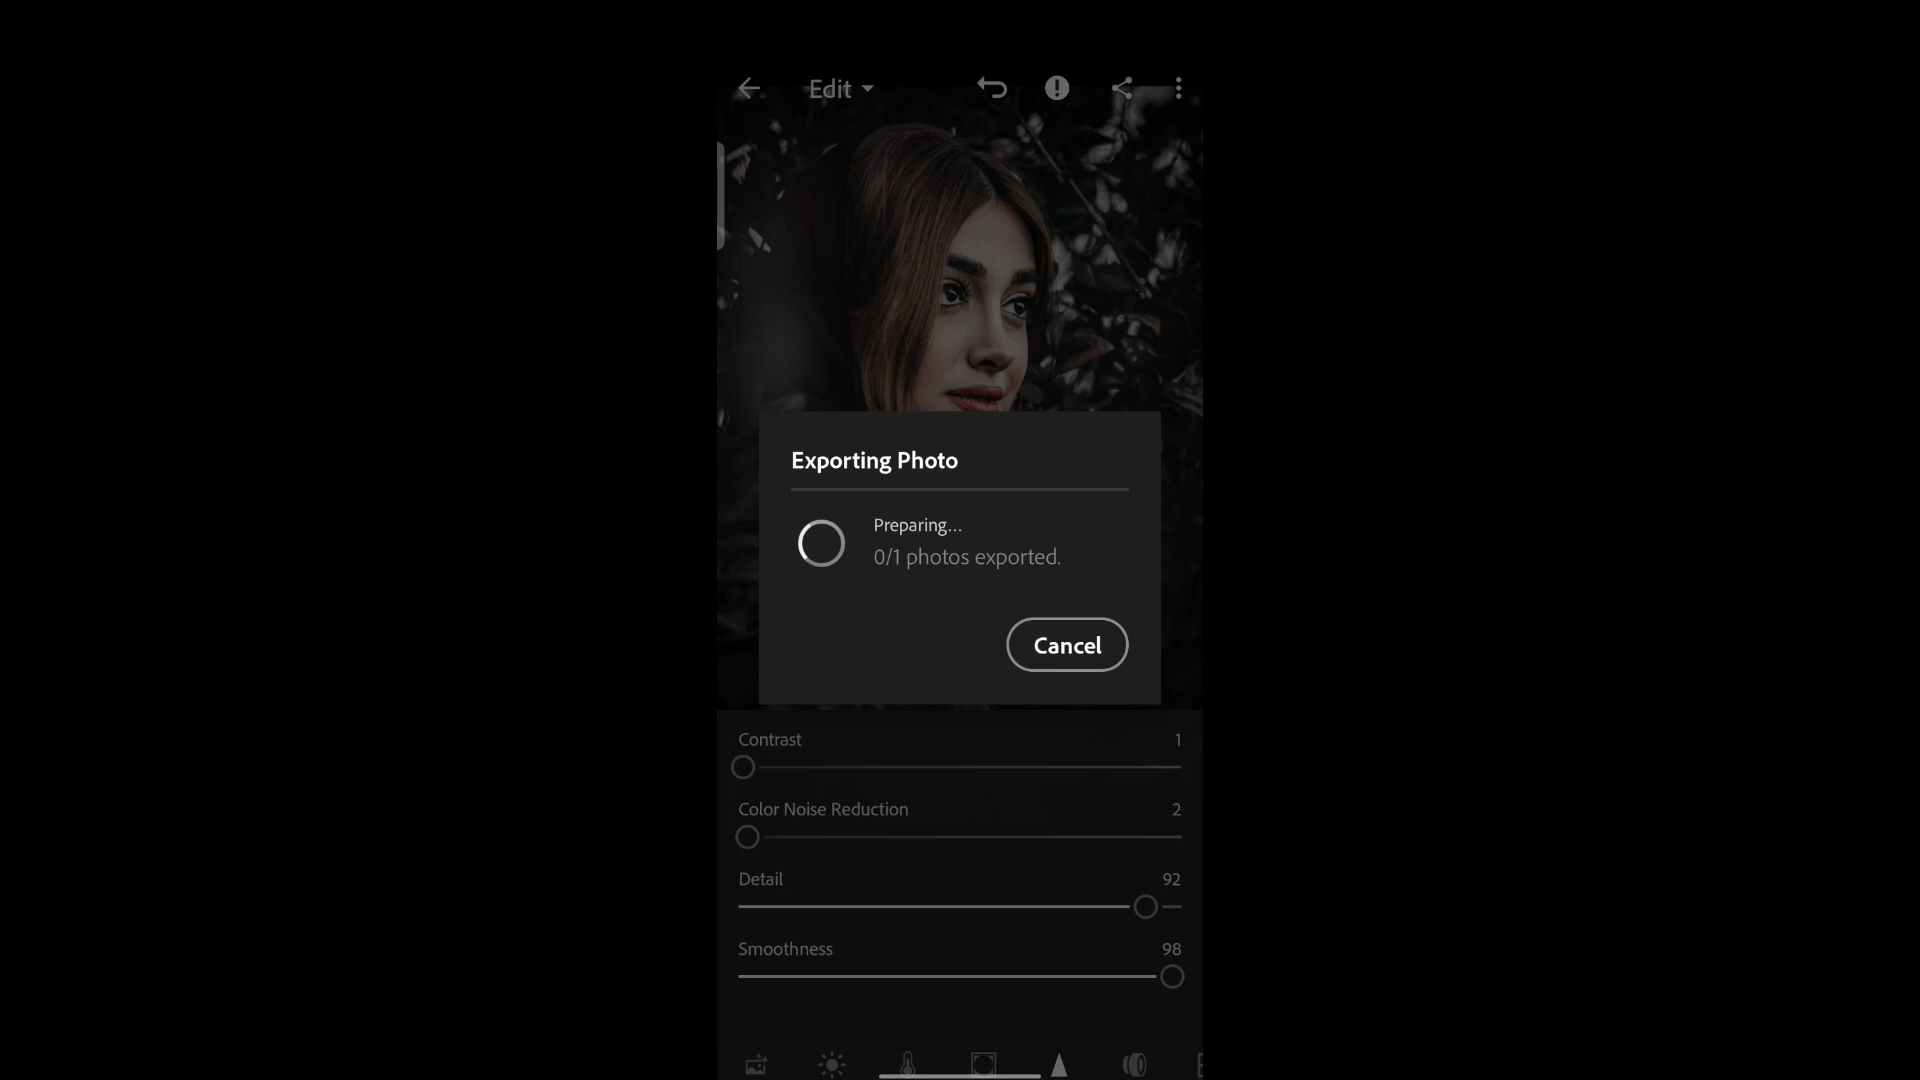 Edit
Exporting Photo
Preparing...
0/1 photos exported.
Cancel
Contrast 1
Color Noise Reduction 2
Detail 92
Smoothness 98